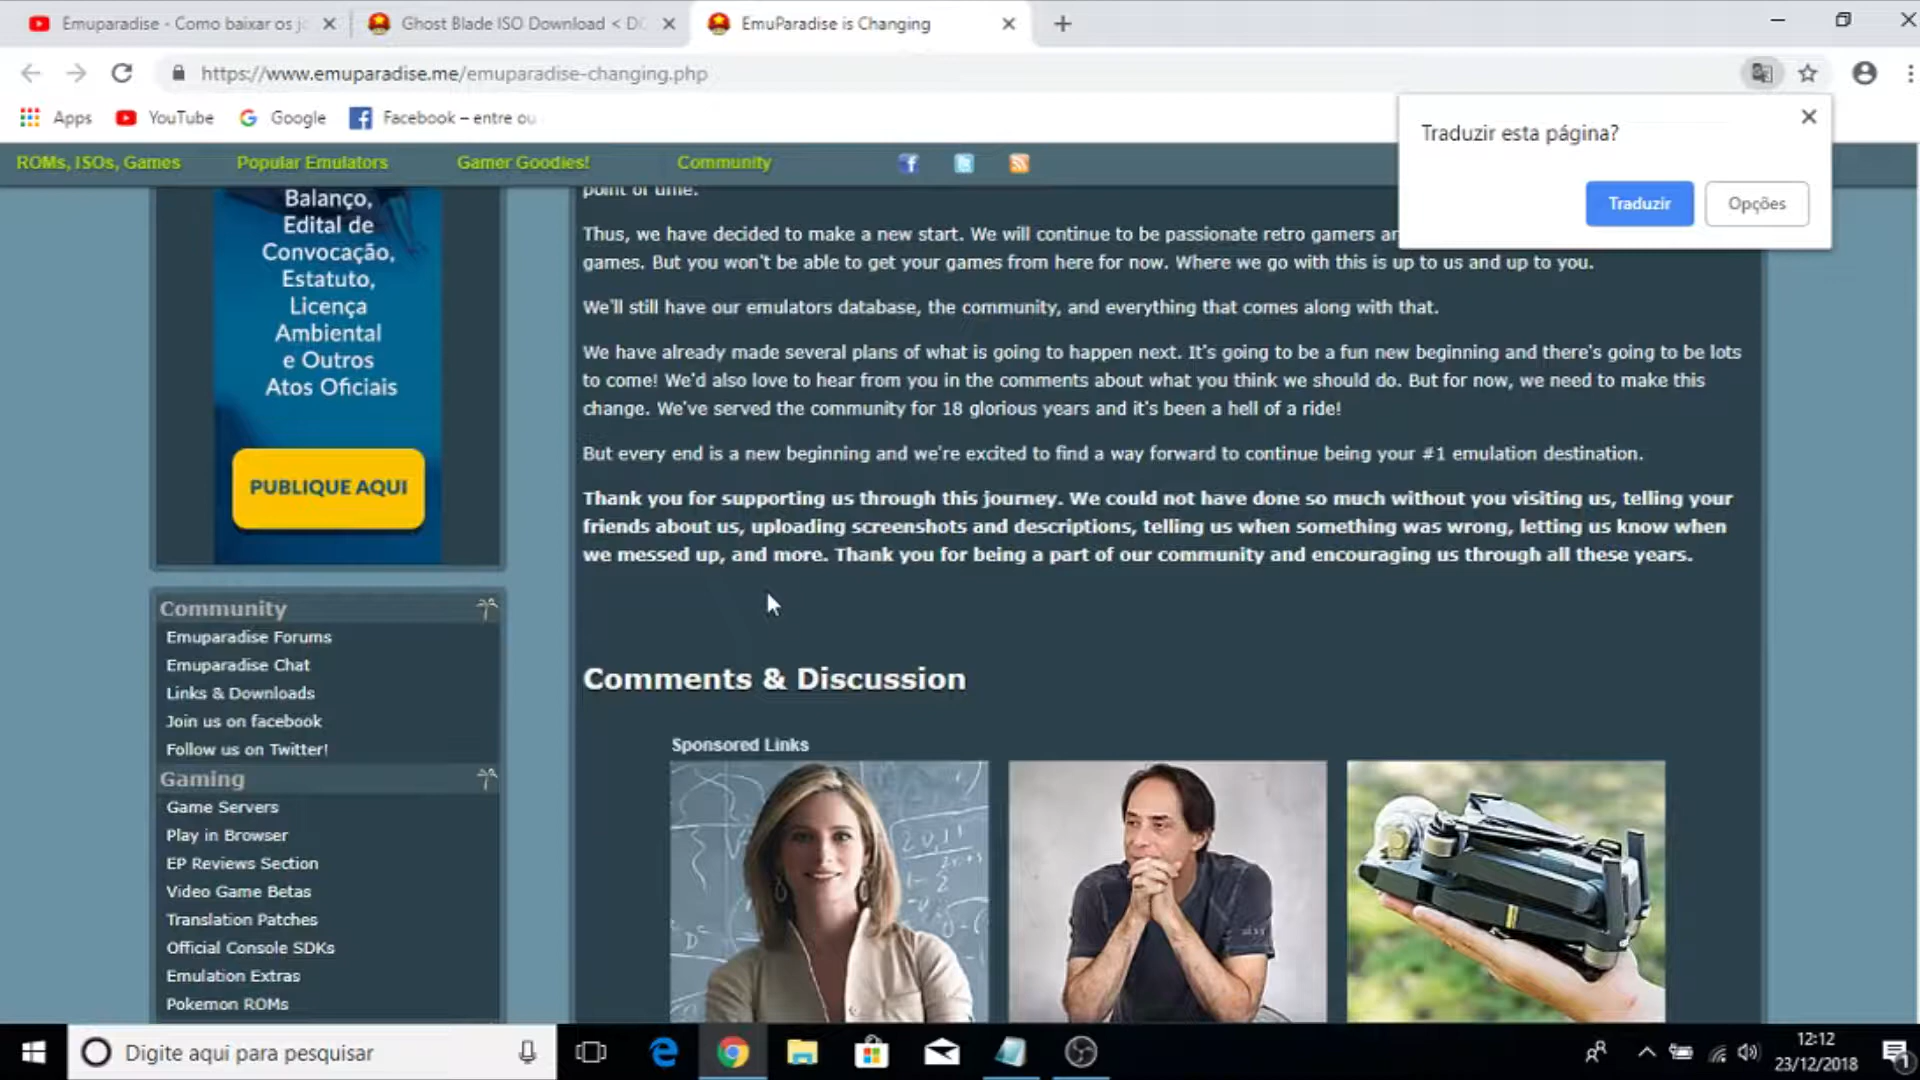 Emuparadise - Como baixar os jo
Ghost Blade ISO Download < D
EmuParadise is Changing
https://www.emuparadise.me/emuparadise-changing.php
Apps
YouTube
Google
Facebook – entre ou
Traduzir esta página?
Traduzir
Opções
ROMs, ISOs, Games
Popular Emulators
Gamer Goodies!
Community
Balanço,
Edital de
Convocação,
Estatuto,
Licença
Ambiental
e Outros
Atos Oficiais
PUBLIQUE AQUI
Community
Emuparadise Forums
Emuparadise Chat
Links & Downloads
Join us on facebook
Follow us on Twitter!
Gaming
Game Servers
Play in Browser
EP Reviews Section
Video Game Betas
Translation Patches
Official Console SDKs
Emulation Extras
Pokemon ROMs
point of time.
Thus, we have decided to make a new start. We will continue to be passionate retro gamers
games. But you won't be able to get your games from here for now. Where we go with this is up to us and up to you.
We'll still have our emulators database, the community, and everything that comes along with that.
We have already made several plans of what is going to happen next. It's going to be a fun new beginning and there's going to be lots
to come! We'd also love to hear from you in the comments about what you think we should do. But for now, we need to make this
change. We've served the community for 18 glorious years and it's been a hell of a ride!
But every end is a new beginning and we're excited to find a way forward to continue being your #1 emulation destination.
Thank you for supporting us through this journey. We could not have done so much without you visiting us, telling your
friends about us, uploading screenshots and descriptions, telling us when something was wrong, letting us know when
we messed up, and more. Thank you for being a part of our community and encouraging us through all these years.
Comments & Discussion
Sponsored Links
Digite aqui para pesquisar
12:12
23/12/2018
1